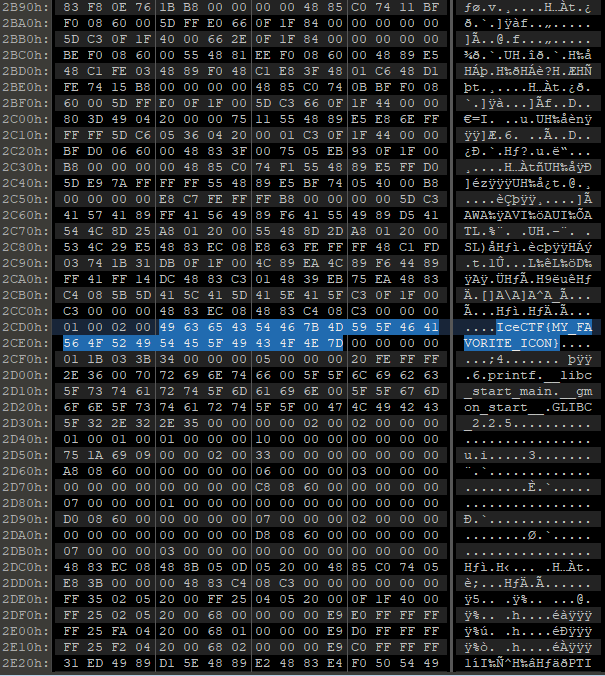 2B90h: 83 F8 0E 76 1B B8 00 00 00 00 48 85 C0 74 11 BF ƒø.v.¸....H…Àt.¿
2BA0h: F0 08 60 00 5D FF E0 66 0F 1F 84 00 00 00 00 00 ð.`.]ÿàf..„.....
2BB0h: 5D C3 0F 1F 40 00 66 2E 0F 1F 84 00 00 00 00 00 ]Ã..@.f...„.....
2BC0h: BE F0 08 60 00 55 48 81 EE F0 08 60 00 48 89 E5 ¾ð.`.UH.îð.`.H‰å
2BD0h: 48 C1 FE 03 48 89 F0 48 C1 E8 3F 48 01 C6 48 D1 HÁþ.H‰ðHÁè?H.ÆHÑ
2BE0h: FE 74 15 B8 00 00 00 00 48 85 C0 74 0B BF F0 08 þt.¸....H…Àt.¿ð.
2BF0h: 60 00 5D FF E0 0F 1F 00 5D C3 66 0F 1F 44 00 00 `.]ÿà...]Ãf..D..
2C00h: 80 3D 49 04 20 00 00 75 11 55 48 89 E5 E8 6E FF €=I. ..u.UH‰åènÿ
2C10h: FF FF 5D C6 05 36 04 20 00 01 C3 0F 1F 44 00 00 ÿÿ]Æ.6. ..Ã..D..
2C20h: BF D0 06 60 00 48 83 3F 00 75 05 EB 93 0F 1F 00 ¿Ð.`.Hƒ?.u.ë“...
2C30h: B8 00 00 00 00 48 85 C0 74 F1 55 48 89 E5 FF D0 ¸....H…ÀtñUH‰åÿÐ
2C40h: 5D E9 7A FF FF FF 55 48 89 E5 BF 74 05 40 00 B8 ]ézÿÿÿUH‰å¿t.@.¸
2C50h: 00 00 00 00 E8 C7 FE FF FF B8 00 00 00 00 5D C3 ....èÇþÿÿ¸....]Ã
2C60h: 41 57 41 89 FF 41 56 49 89 F6 41 55 49 89 D5 41 AWA‰ÿAVI‰öAUI‰ÕA
2C70h: 54 4C 8D 25 A8 01 20 00 55 48 8D 2D A8 01 20 00 TL.%¨. .UH.-¨. .
2C80h: 53 4C 29 E5 48 83 EC 08 E8 63 FE FF FF 48 C1 FD SL)åHƒì.ècþÿÿHÁý
2C90h: 03 74 1B 31 DB 0F 1F 00 4C 89 EA 4C 89 F6 44 89 .t.1Û...L‰êL‰öD‰
2CA0h: FF 41 FF 14 DC 48 83 C3 01 48 39 EB 75 EA 48 83 ÿAÿ.ÜHƒÃ.H9ëuêHƒ
2CB0h: C4 08 5B 5D 41 5C 41 5D 41 5E 41 5F C3 0F 1F 00 Ä.[]A\A]A^A_Ã...
2CC0h: C3 00 00 00 48 83 EC 08 48 83 C4 08 C3 00 00 00 Ã...Hƒì.HƒÄ.Ã...
2CD0h: 01 00 02 00 49 63 65 43 54 46 7B 4D 59 5F 46 41 ....IceCTF{MY_FA
2CE0h: 56 4F 52 49 54 45 5F 49 43 4F 4E 7D 00 00 00 00 VORITE_ICON}....
2CF0h: 01 1B 03 3B 34 00 00 00 05 00 00 00 20 FE FF FF ...;4....... þÿÿ
2D00h: 2E 36 00 70 72 69 6E 74 66 00 5F 5F 6C 69 62 63 .6.printf.__libc
2D10h: 5F 73 74 61 72 74 5F 6D 61 69 6E 00 5F 5F 67 6D _start_main.__gm
2D20h: 6F 6E 5F 73 74 61 72 74 5F 5F 00 47 4C 49 42 43 on_start__.GLIBC
2D30h: 5F 32 2E 32 2E 35 00 00 00 00 02 00 02 00 00 00 _2.2.5..........
2D40h: 01 00 01 00 01 00 00 00 10 00 00 00 00 00 00 00 ................
2D50h: 75 1A 69 09 00 00 02 00 33 00 00 00 00 00 00 00 u.i.....3.......
2D60h: A8 08 60 00 00 00 00 00 06 00 00 00 03 00 00 00 ¨.`.............
2D70h: 00 00 00 00 00 00 00 00 C8 08 60 00 00 00 00 00 ........È.`.....
2D80h: 07 00 00 00 01 00 00 00 00 00 00 00 00 00 00 00 ................
2D90h: D0 08 60 00 00 00 00 00 07 00 00 00 02 00 00 00 Ð.`.............
2DA0h: 00 00 00 00 00 00 00 00 D8 08 60 00 00 00 00 00 ........Ø.`.....
2DB0h: 07 00 00 00 03 00 00 00 00 00 00 00 00 00 00 00 ................
2DC0h: 48 83 EC 08 48 8B 05 0D 05 20 00 48 85 C0 74 05 Hƒì.H‹... .H…Àt.
2DD0h: E8 3B 00 00 00 48 83 C4 08 C3 00 00 00 00 00 00 è;...HƒÄ.Ã......
2DE0h: FF 35 02 05 20 00 FF 25 04 05 20 00 0F 1F 40 00 ÿ5.. .ÿ%.. ...@.
2DF0h: FF 25 02 05 20 00 68 00 00 00 00 E9 E0 FF FF FF ÿ%.. .h....éàÿÿÿ
2E00h: FF 25 FA 04 20 00 68 01 00 00 00 E9 D0 FF FF FF ÿ%ú. .h....éÐÿÿÿ
2E10h: FF 25 F2 04 20 00 68 02 00 00 00 E9 C0 FF FF FF ÿ%ò. .h....éÀÿÿÿ
2E20h: 31 ED 49 89 D1 5E 48 89 E2 48 83 E4 F0 50 54 49 1íI‰Ñ^H‰âHƒäðPTI